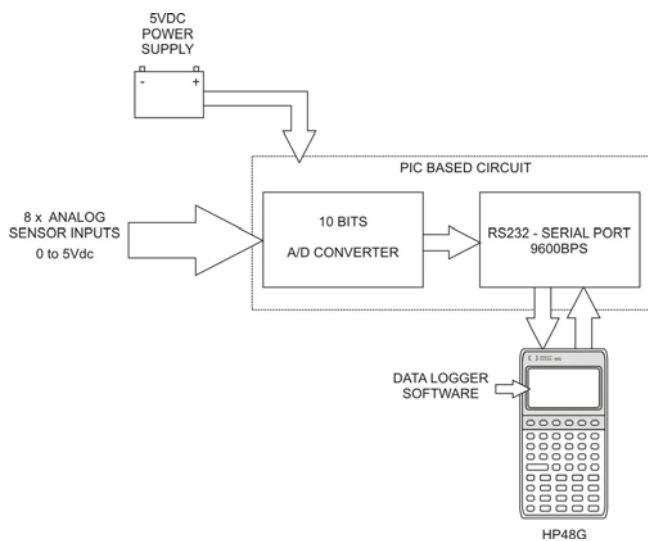 5VDC
POWER
SUPPLY
- +
PIC BASED CIRCUIT
8 x ANALOG
SENSOR INPUTS
0 to 5Vdc
10 BITS
A/D CONVERTER
RS232 - SERIAL PORT
9600BPS
DATA LOGGER
SOFTWARE
HP48G